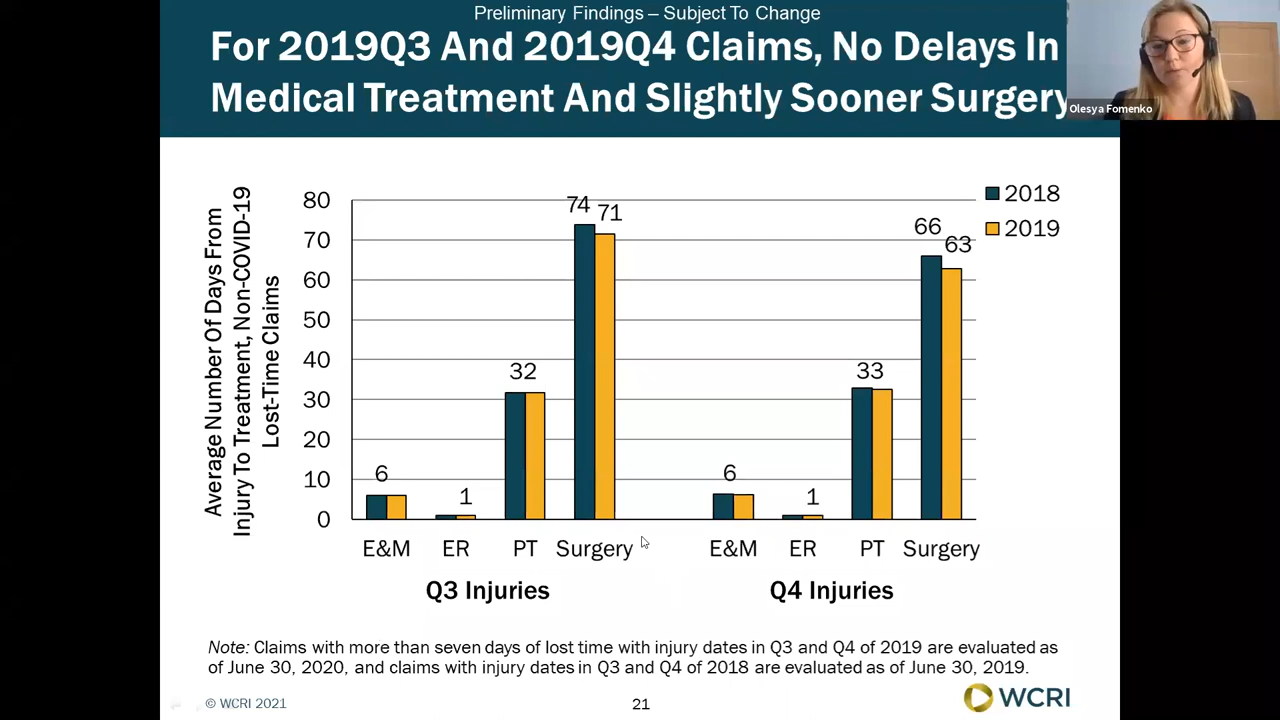 Preliminary Findings – Subject To Change
For 2019Q3 And 2019Q4 Claims, No Delays In
Medical Treatment And Slightly Sooner Surgery
Olesya Fomenko
Average Number Of Days From
Injury To Treatment, Non-COVID-19
Lost-Time Claims
80
70
60
50
40
30
20
10
0
6
1
32
74
71
6
1
33
66
63
2018
2019
E&M ER PT Surgery E&M ER PT Surgery
Q3 Injuries Q4 Injuries
Note: Claims with more than seven days of lost time with injury dates in Q3 and Q4 of 2019 are evaluated as
of June 30, 2020, and claims with injury dates in Q3 and Q4 of 2018 are evaluated as of June 30, 2019.
© WCRI 2021
21
WCRI